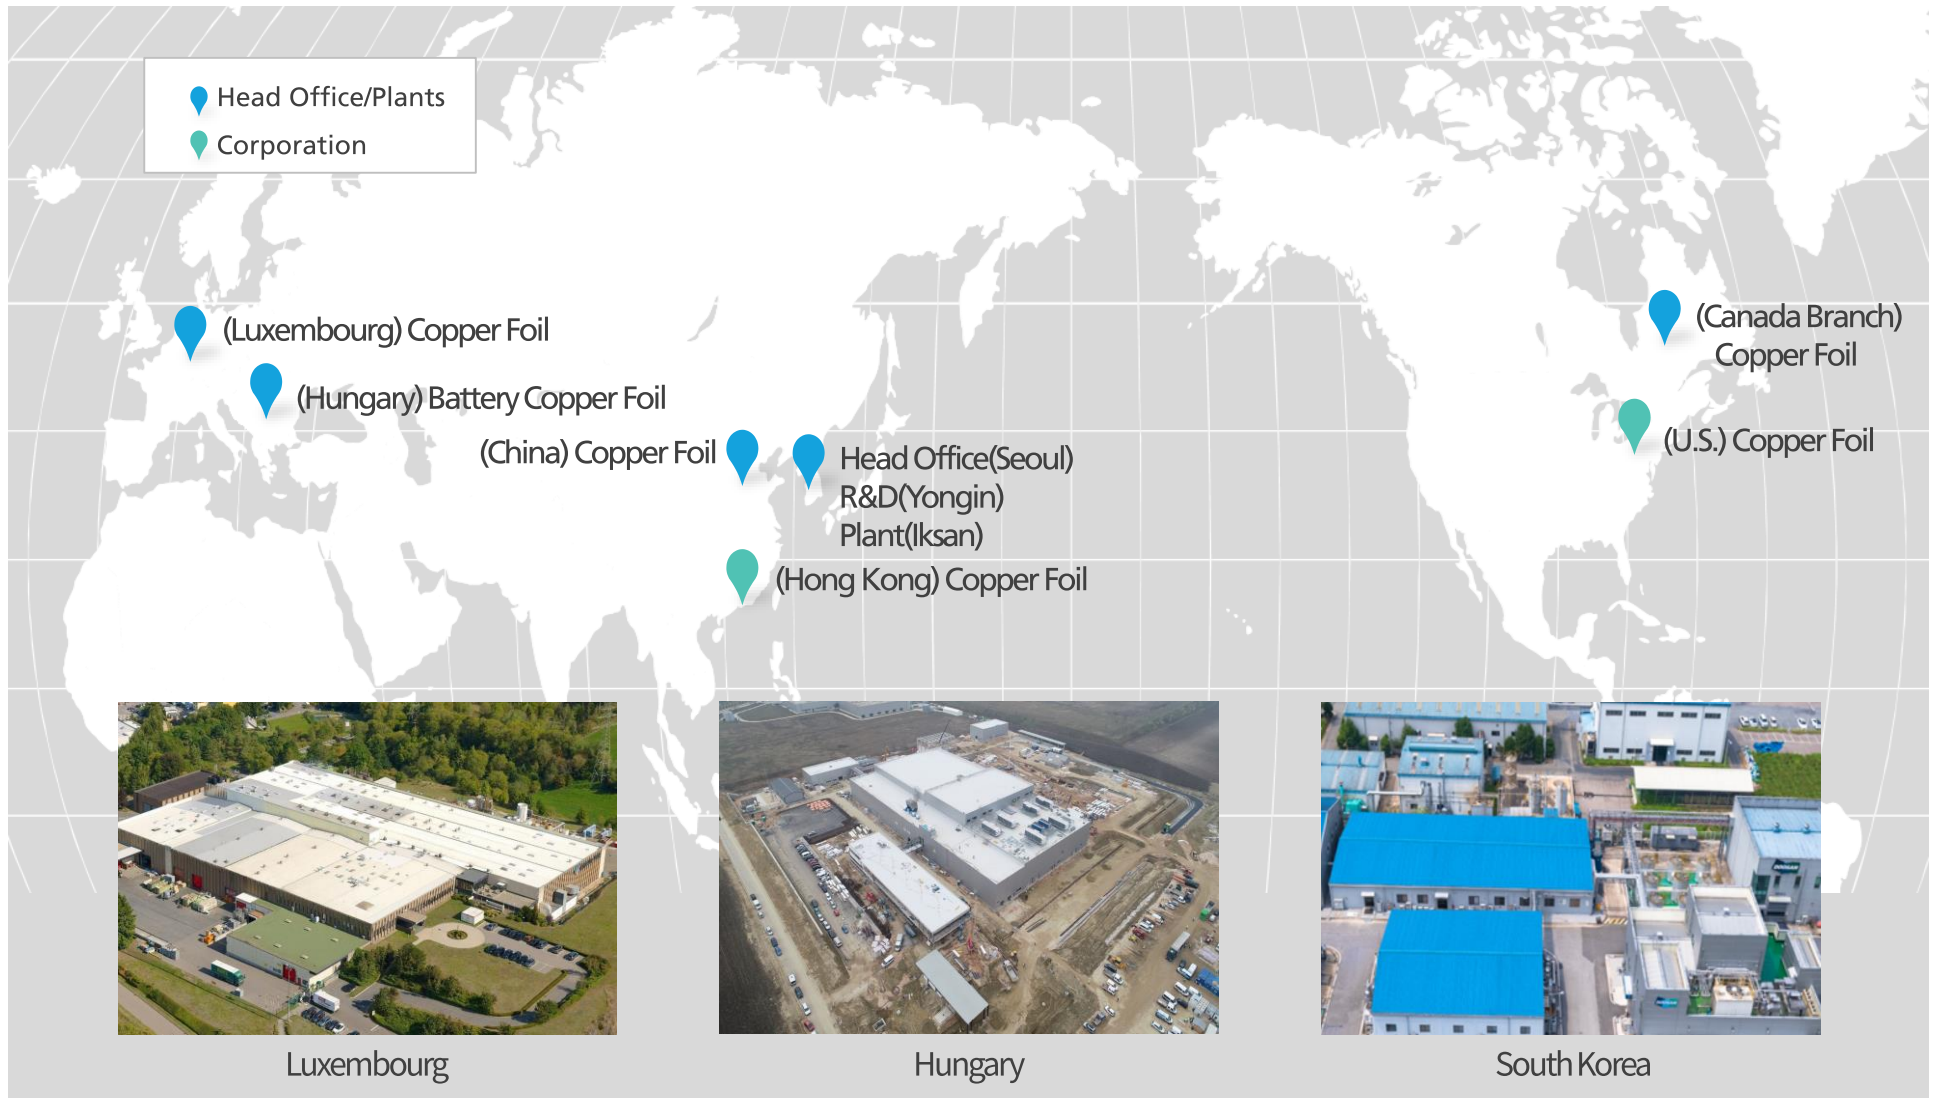 Head Office/Plants
Corporation
(Luxembourg) Copper Foil
(Hungary) Battery Copper Foil
(China) Copper Foil
Head Office(Seoul)
R&D(Yongin)
Plant(Iksan)
(Hong Kong) Copper Foil
(Canada Branch)
Copper Foil
(U.S.) Copper Foil
Luxembourg
Hungary
South Korea